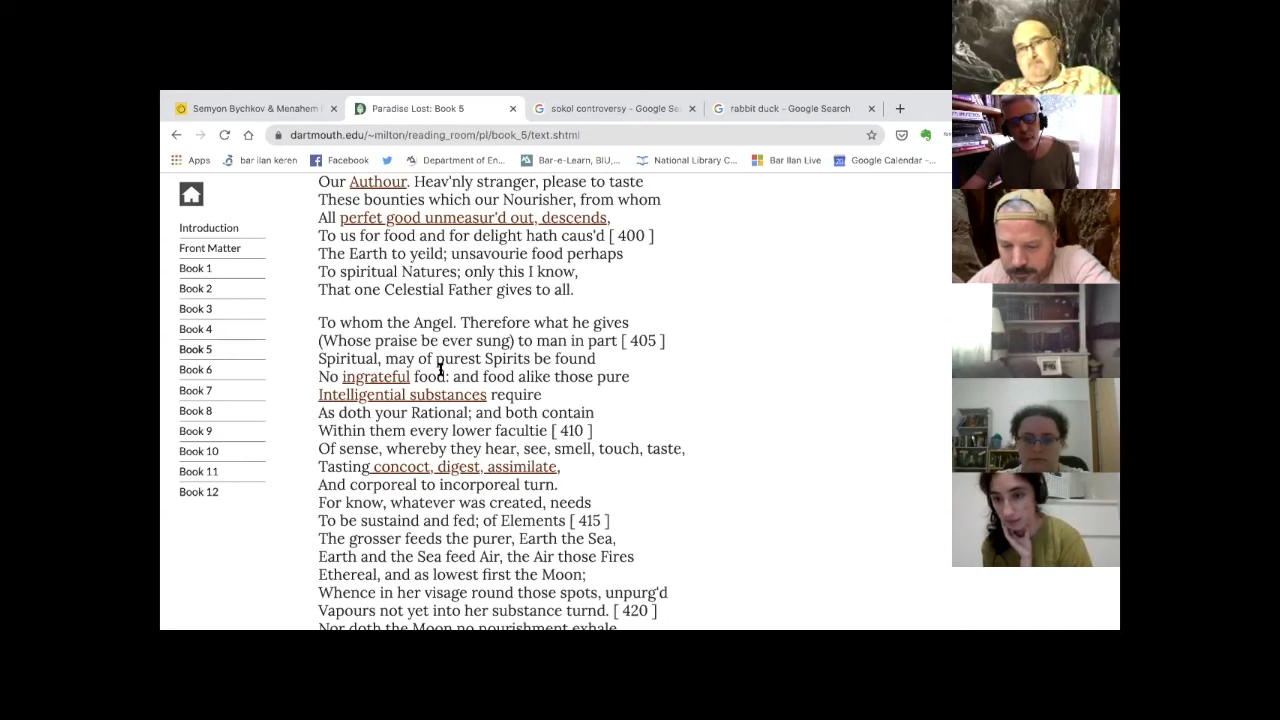 Semyon Bychkov & Menahem
Paradise Lost: Book 5
sokol controversy - Google Se
rabbit duck - Google Search
dartmouth.edu/~milton/reading_room/pl/book_5/text.shtml
Apps
bar ilan keren
Facebook
Department of En...
Bar-e-Learn, BIU,...
National Library C...
Bar Ilan Live
Google Calendar -...
Introduction
Front Matter
Book 1
Book 2
Book 3
Book 4
Book 5
Book 6
Book 7
Book 8
Book 9
Book 10
Book 11
Book 12
Our Authour. Heav'nly stranger, please to taste
These bounties which our Nourisher, from whom
All perfet good unmeasur'd out, descends,
To us for food and for delight hath caus'd [ 400 ]
The Earth to yeild; unsavourie food perhaps
To spiritual Natures; only this I know,
That one Celestial Father gives to all.
To whom the Angel. Therefore what he gives
(Whose praise be ever sung) to man in part [ 405 ]
Spiritual, may of purest Spirits be found
No ingrateful food: and food alike those pure
Intelligential substances require
As doth your Rational; and both contain
Within them every lower facultie [ 410 ]
Of sense, whereby they hear, see, smell, touch, taste,
Tasting concoct, digest, assimilate,
And corporeal to incorporeal turn.
For know, whatever was created, needs
To be sustaind and fed; of Elements [ 415 ]
The grosser feeds the purer, Earth the Sea,
Earth and the Sea feed Air, the Air those Fires
Ethereal, and as lowest first the Moon;
Whence in her visage round those spots, unpurg'd
Vapours not yet into her substance turnd. [ 420 ]
Nor doth the Moon no nourishment exhale